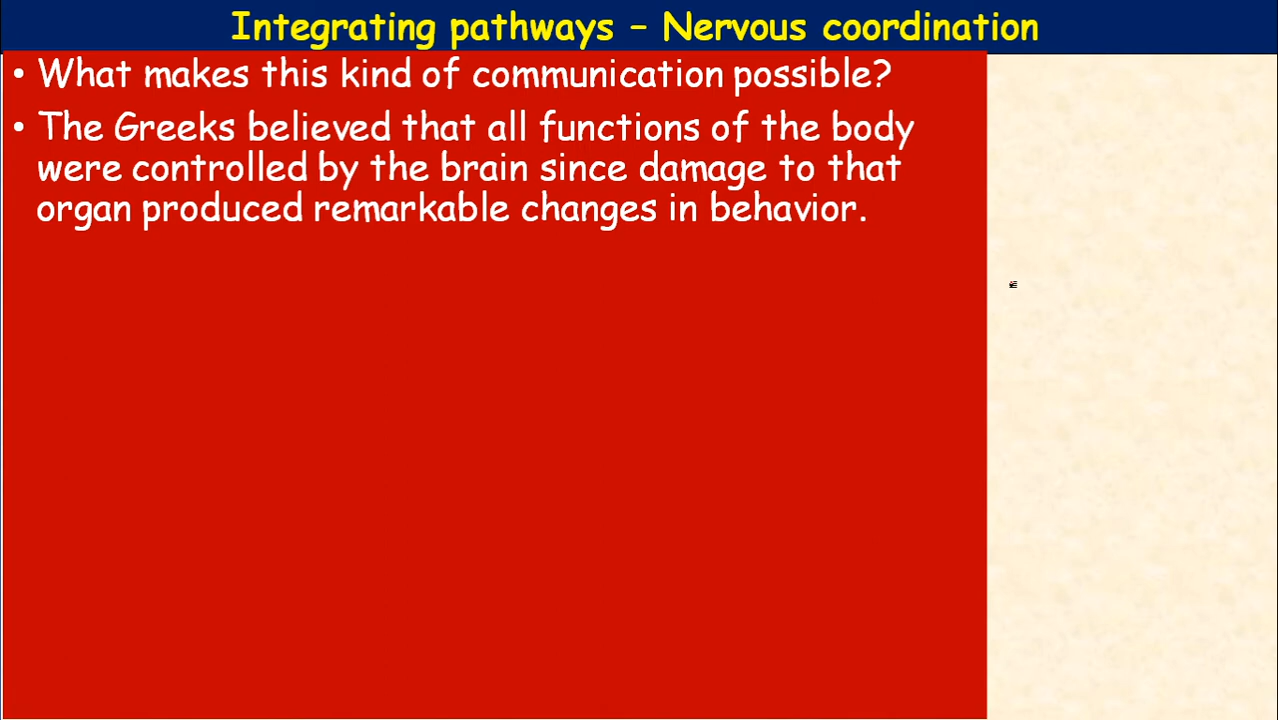 Integrating pathways – Nervous coordination
• What makes this kind of communication possible?
• The Greeks believed that all functions of the body
were controlled by the brain since damage to that
organ produced remarkable changes in behavior.